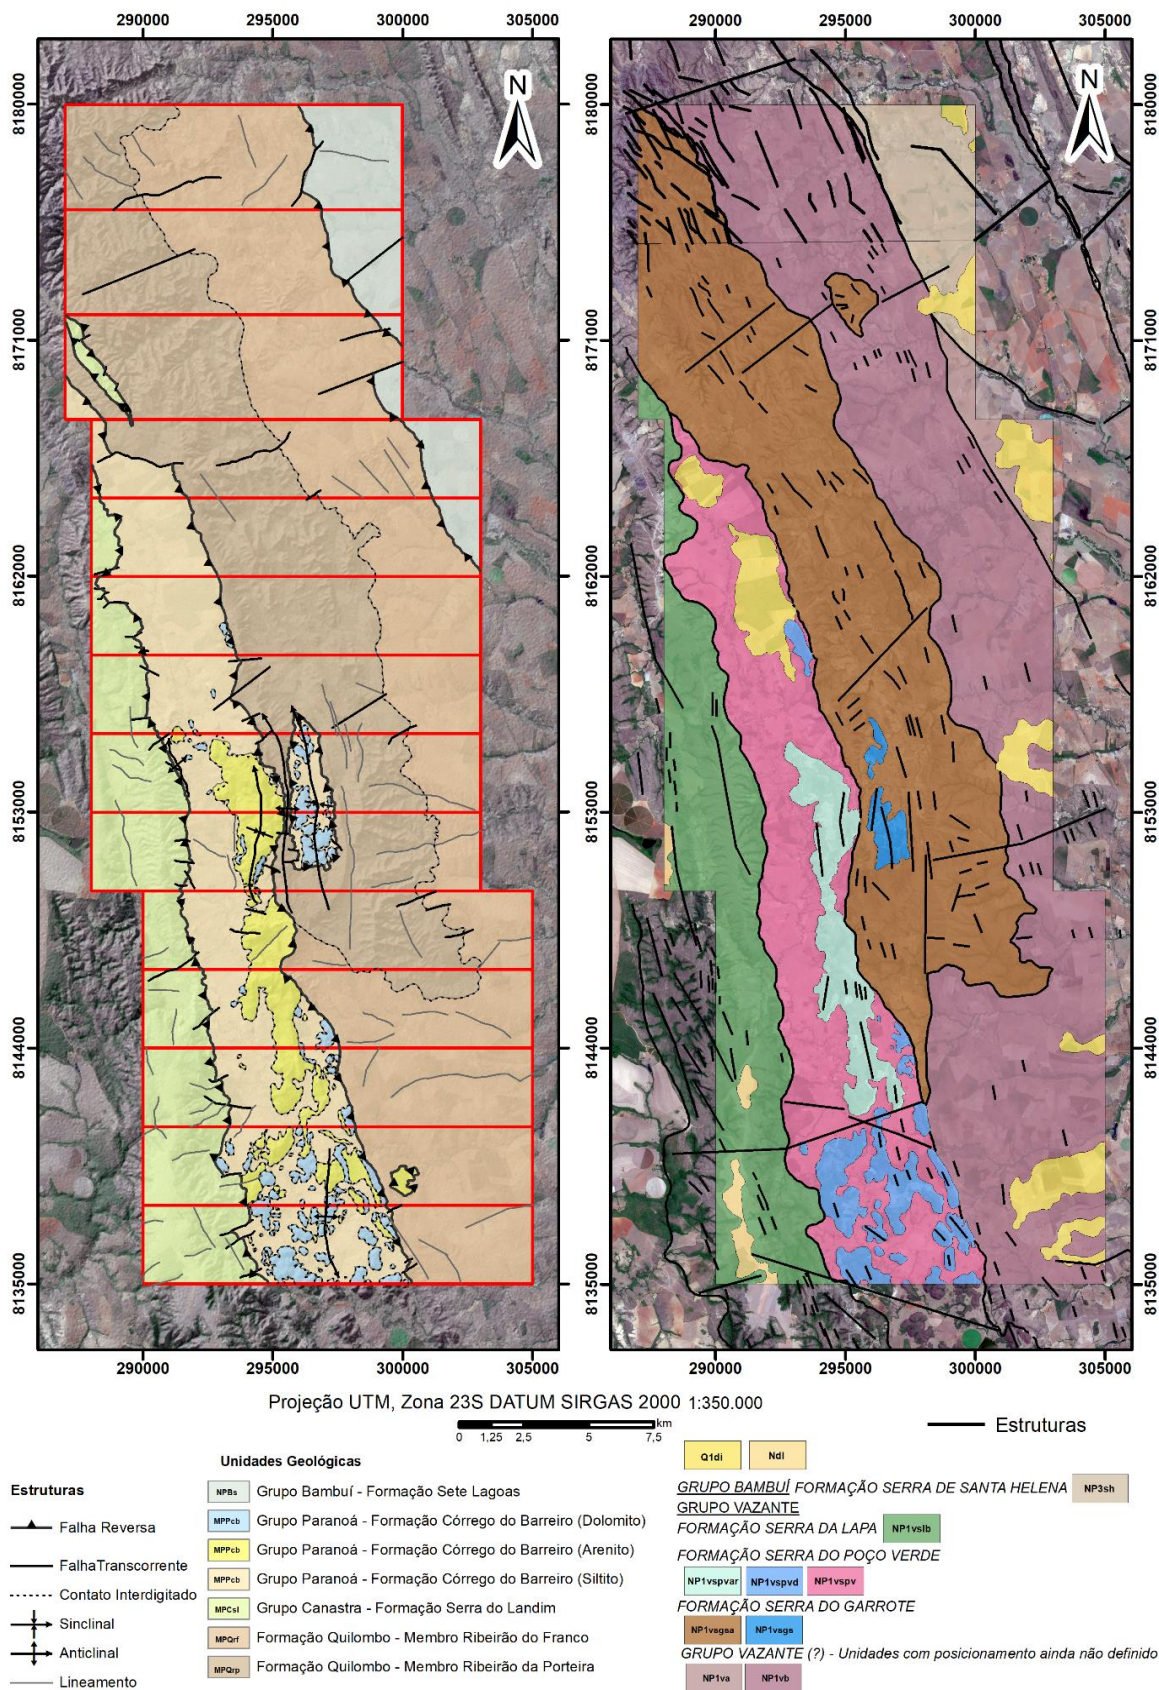 290000 295000 300000 305000
290000 295000 300000 305000
N
N
8180000
8171000
8162000
8153000
8144000
8135000
8180000
8171000
8162000
8153000
8144000
8135000
290000 295000 300000 305000
290000 295000 300000 305000
Projeção UTM, Zona 23S DATUM SIRGAS 2000 1:350.000
km
0 1,25 2,5 5 7,5
Estruturas
Falha Reversa
FalhaTranscorrente
Contato Interdigitado
Sinclinal
Anticlinal
Lineamento
Unidades Geológicas
NPBs Grupo Bambuí - Formação Sete Lagoas
MPPcb Grupo Paranoá - Formação Córrego do Barreiro (Dolomito)
MPPcb Grupo Paranoá - Formação Córrego do Barreiro (Arenito)
MPPcb Grupo Paranoá - Formação Córrego do Barreiro (Siltito)
MPCsl Grupo Canastra - Formação Serra do Landim
MPQrf Formação Quilombo - Membro Ribeirão do Franco
MPQrp Formação Quilombo - Membro Ribeirão da Porteira
Estruturas
Q1di Ndl
GRUPO BAMBUÍ FORMAÇÃO SERRA DE SANTA HELENA NP3sh
GRUPO VAZANTE
FORMAÇÃO SERRA DA LAPA NP1vslb
FORMAÇÃO SERRA DO POÇO VERDE
NP1vspvar NP1vspvd NP1vspv
FORMAÇÃO SERRA DO GARROTE
NP1vsgsa NP1vsgs
GRUPO VAZANTE (?) - Unidades com posicionamento ainda não definido
NP1va NP1vb